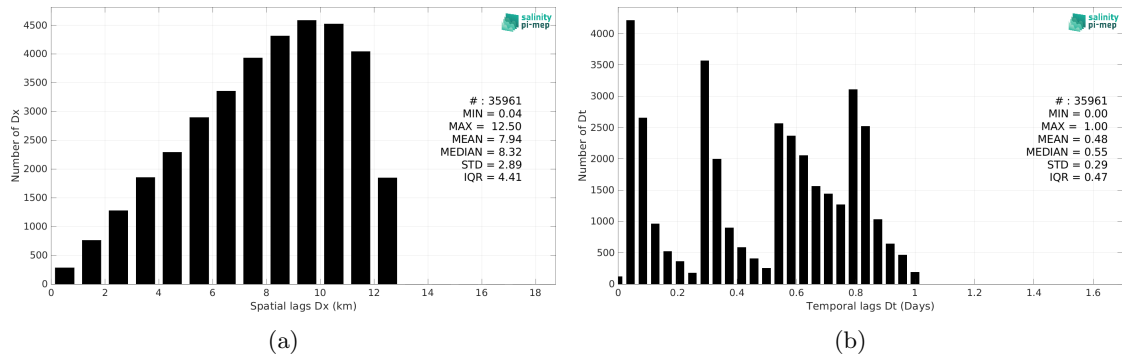 salinity
pi-mep
# : 35961
MIN = 0.04
MAX = 12.50
MEAN = 7.94
MEDIAN = 8.32
STD = 2.89
IQR = 4.41
Number of Dx
4500
4000
3500
3000
2500
2000
1500
1000
500
0
0 2 4 6 8 10 12 14 16 18
Spatial lags Dx (km)
(a)
salinity
pi-mep
# : 35961
MIN = 0.00
MAX = 1.00
MEAN = 0.48
MEDIAN = 0.55
STD = 0.29
IQR = 0.47
Number of Dt
4000
3500
3000
2500
2000
1500
1000
500
0
0 0.2 0.4 0.6 0.8 1 1.2 1.4 1.6
Temporal lags Dt (Days)
(b)